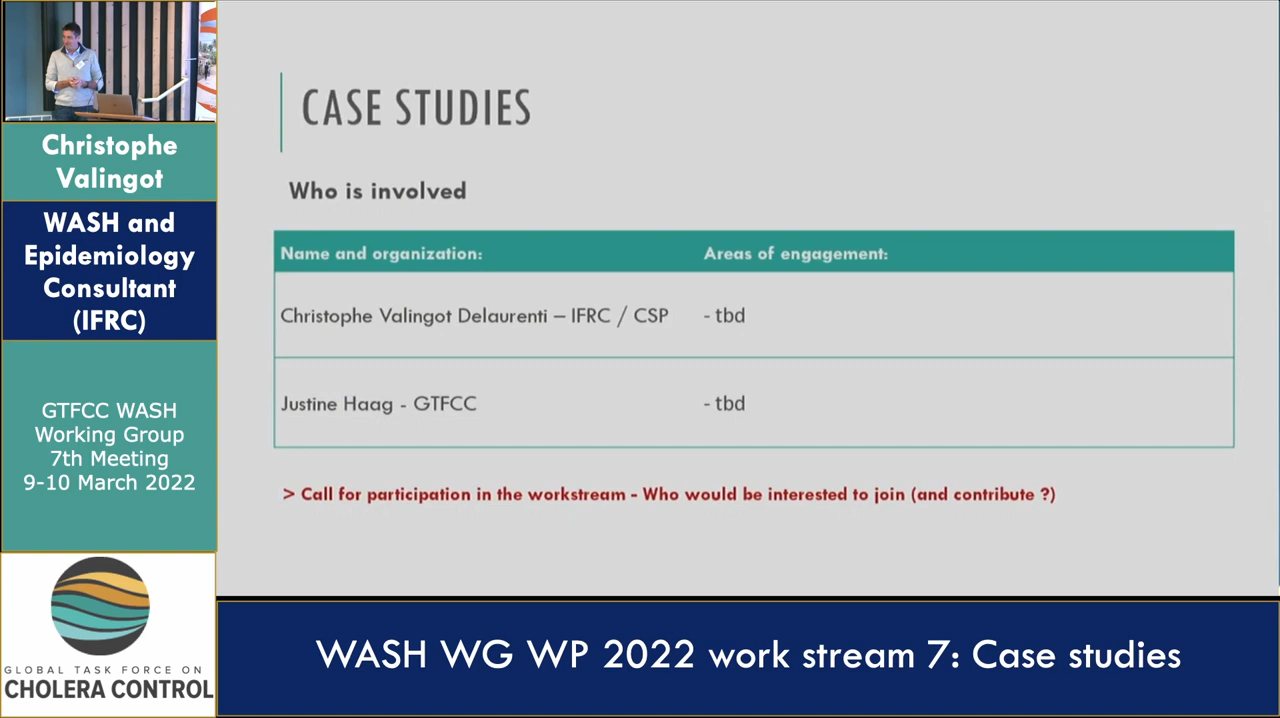 Christophe
Valingot
WASH and
Epidemiology
Consultant
(IFRC)
GTFCC WASH
Working Group
7th Meeting
9-10 March 2022
GLOBAL TASK FORCE ON
CHOLERA CONTROL
CASE STUDIES
Who is involved
Name and organization: Areas of engagement:
Christophe Valingot Delaurenti – IFRC / CSP - tbd
Justine Haag - GTFCC - tbd
> Call for participation in the workstream - Who would be interested to join (and contribute ?)
WASH WG WP 2022 work stream 7: Case studies